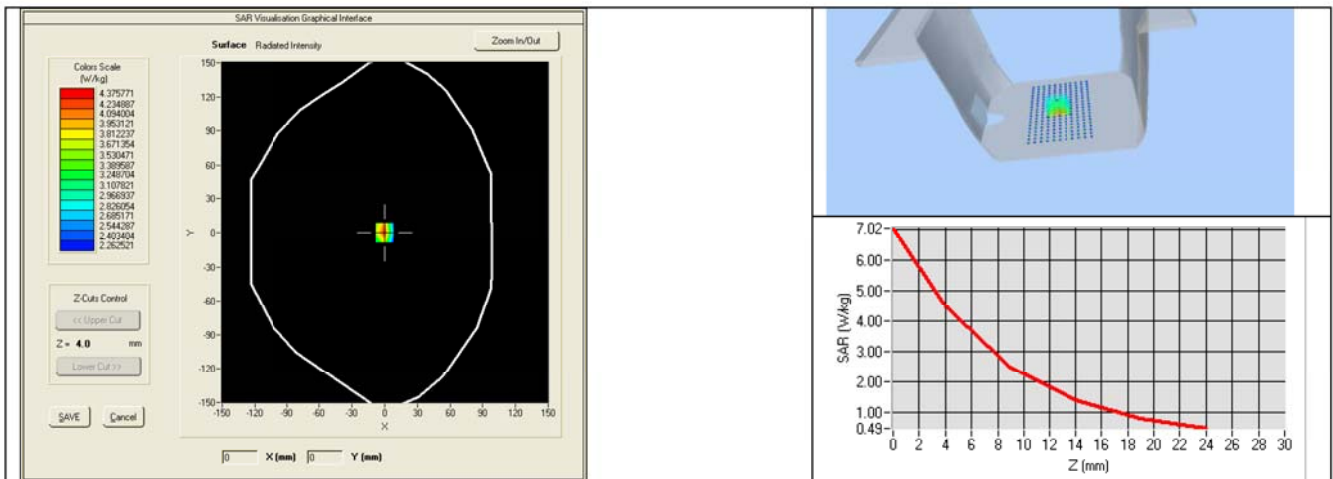 SAR Visualisation Graphical Interface
Surface Radiated Intensity
Zoom In/Out
Colors Scale
(W/kg)
4.375771
4.234887
4.094004
3.953121
3.812237
3.671354
3.530471
3.389587
3.248704
3.107821
2.966937
2.826054
2.685171
2.544287
2.403404
2.262521
Z-Cuts Control
<< Upper Cut
Z = 4.0 mm
Lower Cut >>
SAVE Cancel
150
120
90
60
30
0
-30
-60
-90
-120
-150
Y
-150 -120 -90 -60 -30 0 30 60 90 120 150
X
0 X (mm) 0 Y (mm)
7.02
6.00
5.00
4.00
3.00
2.00
1.00
0.49
SAR (W/kg)
0 2 4 6 8 10 12 14 16 18 20 22 24 26 28 30
Z (mm)